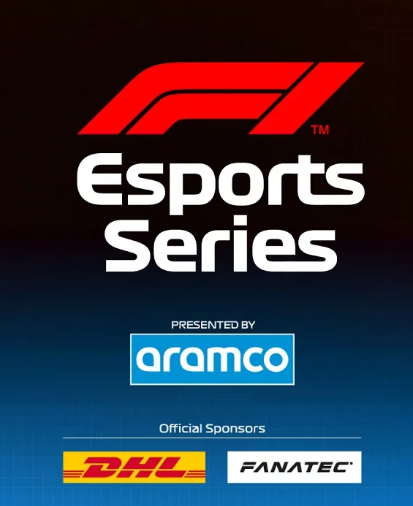 F1
TM
Esports
Series
PRESENTED BY
aramco
Official Sponsors
DHL FANATEC